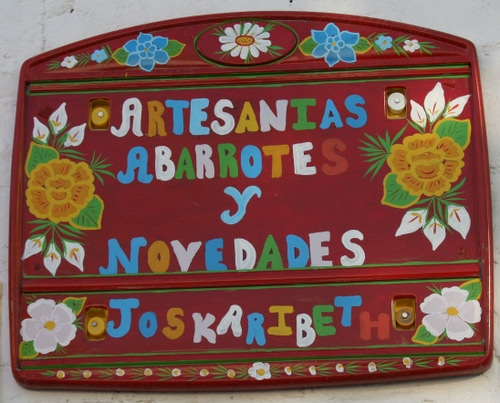 ARTESANIAS
ABARROTES
Y
NOVEDADES
JOSKARIBETH